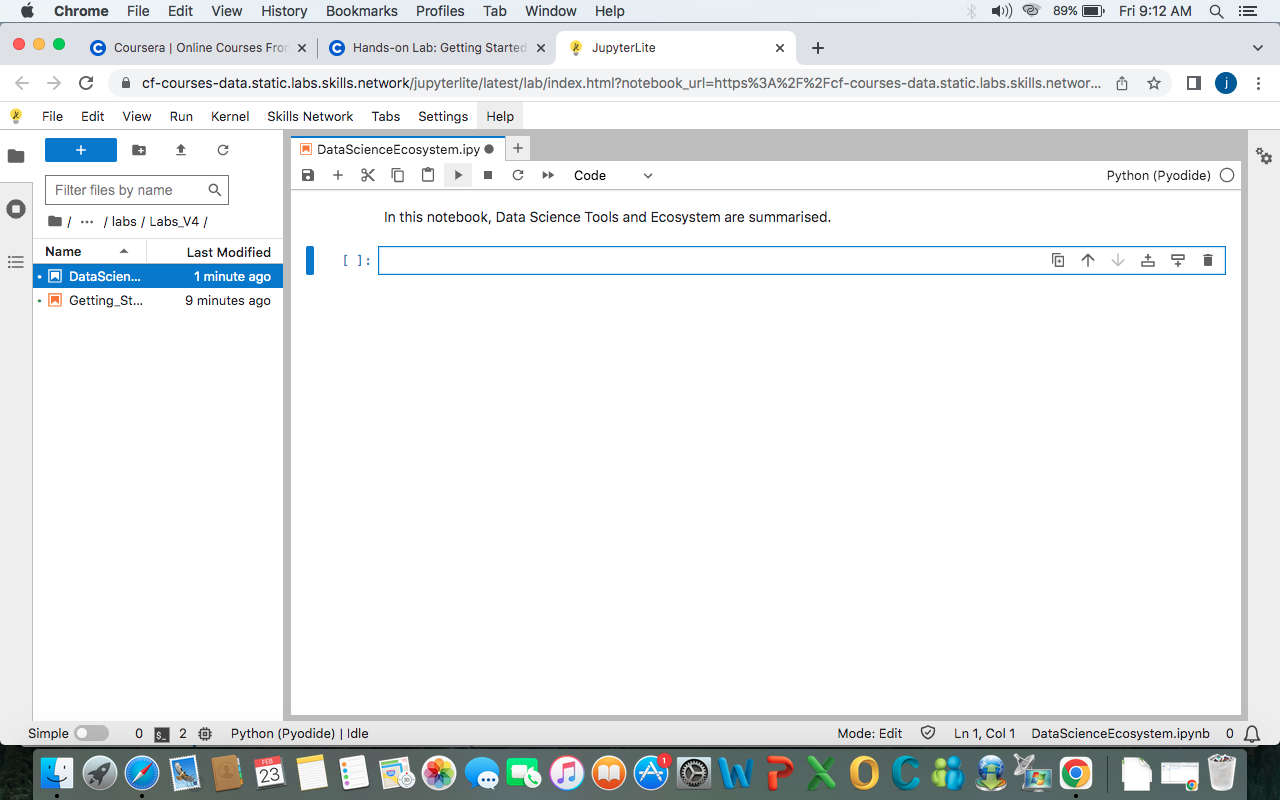 Chrome File Edit View History Bookmarks Profiles Tab Window Help 89% Fri 9:12 AM
Coursera | Online Courses Fro Hands-on Lab: Getting Started JupyterLite
cf-courses-data.static.labs.skills.network/jupyterlite/latest/lab/index.html?notebook_url=https%3A%2F%2Fcf-courses-data.static.labs.skills.networ... j
File Edit View Run Kernel Skills Network Tabs Settings Help
DataScienceEcosystem.ipy
Code Python (Pyodide)
Filter files by name
/ ··· / labs / Labs_V4 /
In this notebook, Data Science Tools and Ecosystem are summarised.
Name Last Modified
[ ]:
DataScien... 1 minute ago
Getting_St... 9 minutes ago
Simple 0 $_ 2 Python (Pyodide) | Idle Mode: Edit Ln 1, Col 1 DataScienceEcosystem.ipynb 0
FEB
23
30
1
W P X O C